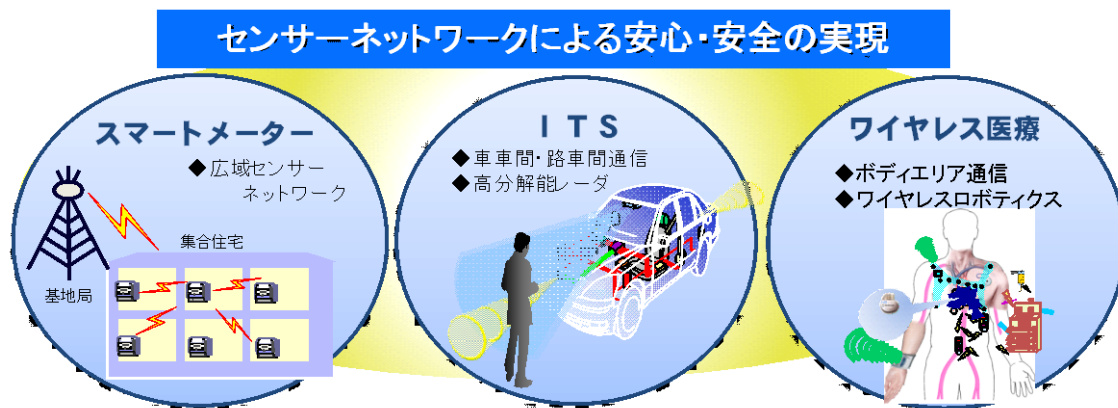 センサーネットワークによる安心・安全の実現
スマートメーター
◆広域センサー
ネットワーク
集合住宅
基地局
ITS
◆車車間・路車間通信
◆高分解能レーダ
ワイヤレス医療
◆ボディエリア通信
◆ワイヤレスロボティクス